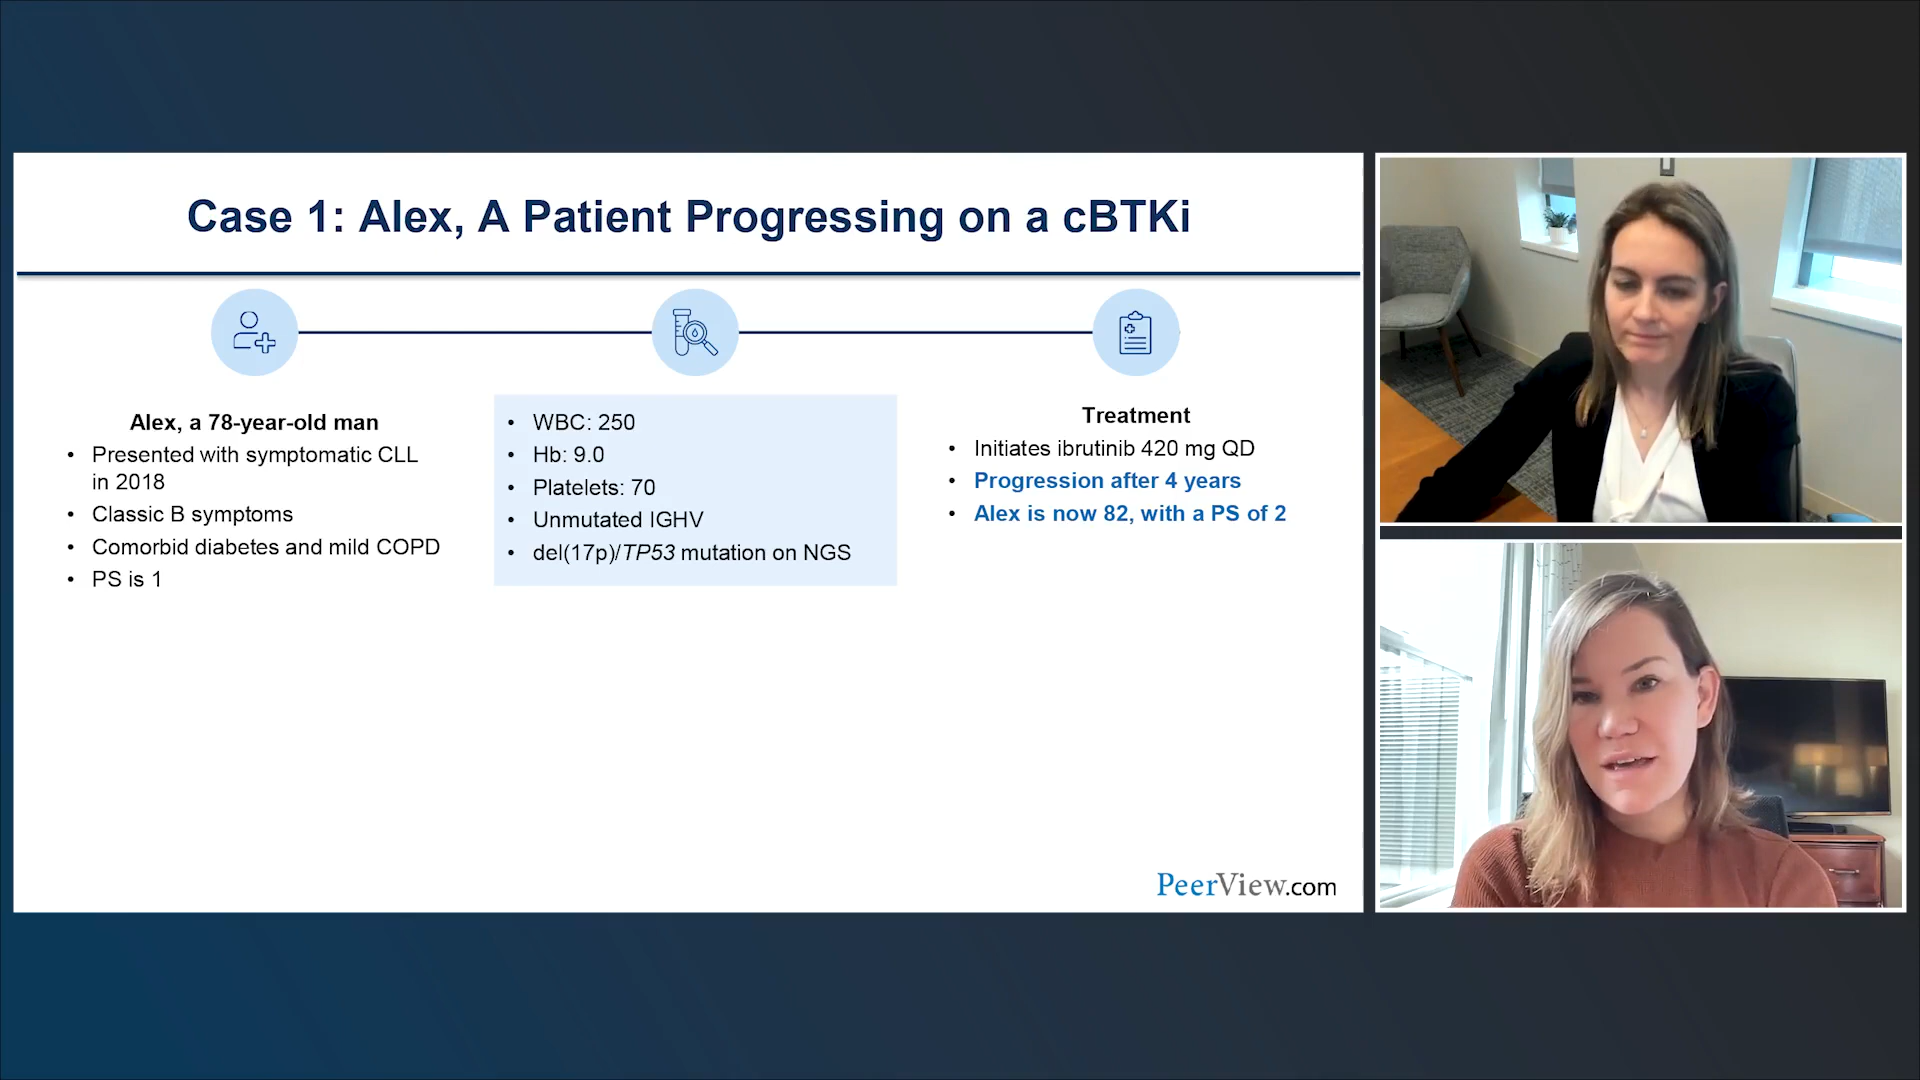 Case 1: Alex, A Patient Progressing on a cBTKi
Alex, a 78-year-old man
• Presented with symptomatic CLL
in 2018
• Classic B symptoms
• Comorbid diabetes and mild COPD
• PS is 1
• WBC: 250
• Hb: 9.0
• Platelets: 70
• Unmutated IGHV
• del(17p)/TP53 mutation on NGS
Treatment
• Initiates ibrutinib 420 mg QD
• Progression after 4 years
• Alex is now 82, with a PS of 2
PeerView.com